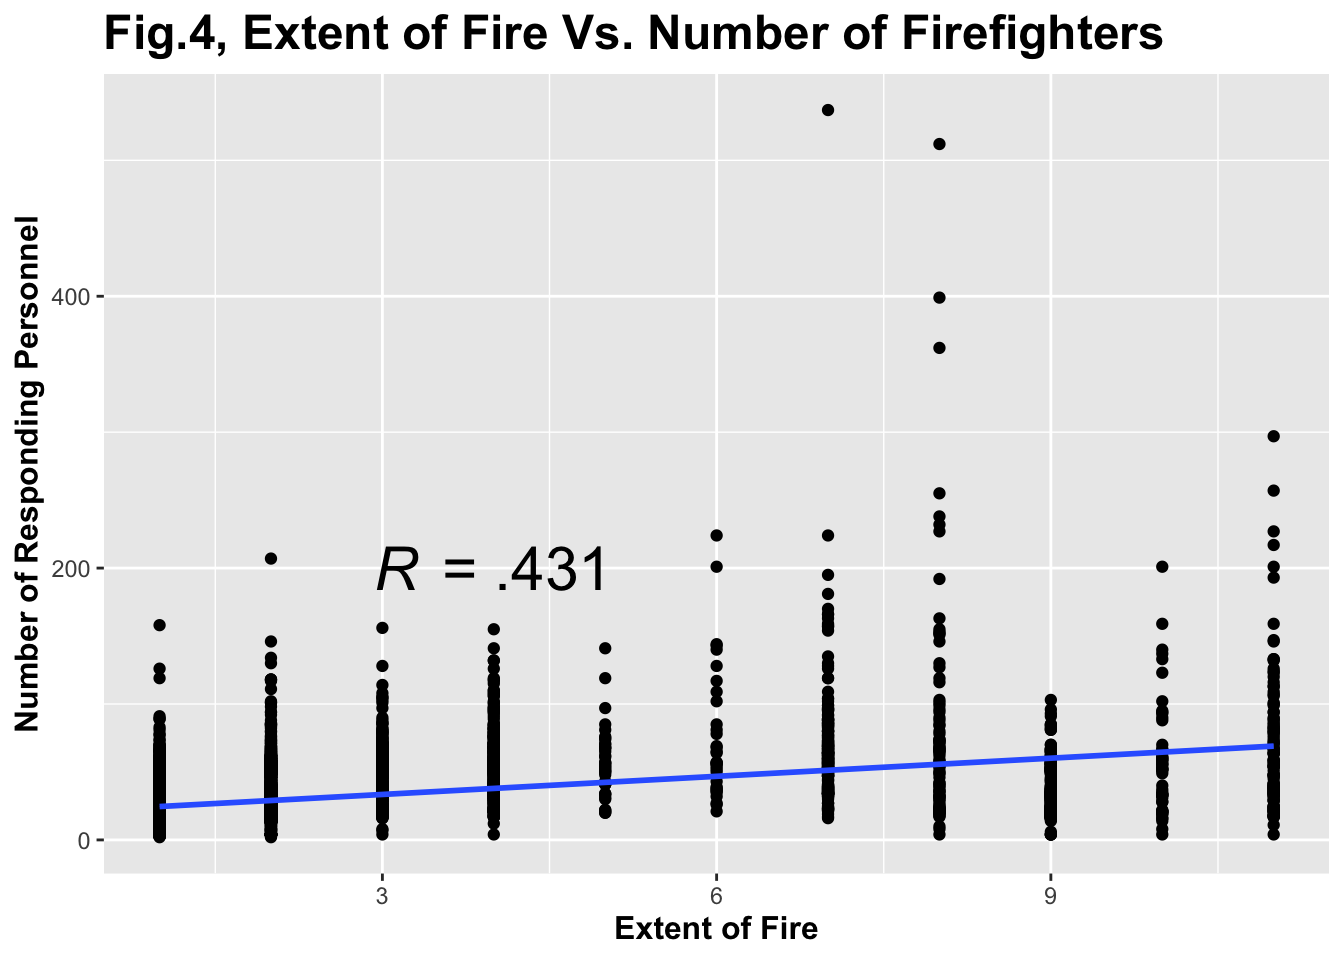 Fig.4, Extent of Fire Vs. Number of Firefighters
Number of Responding Personnel
400
200
0
R = .431
3
6
9
Extent of Fire